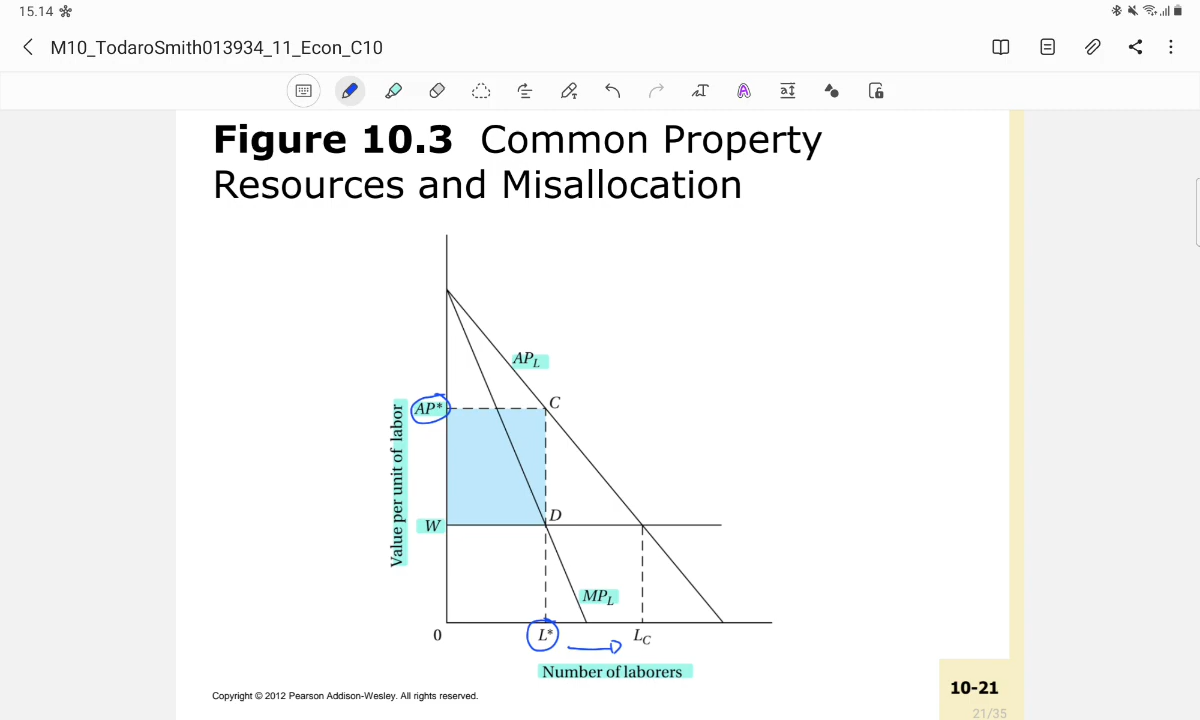 15.14
M10_TodaroSmith013934_11_Econ_C10
Figure 10.3 Common Property
Resources and Misallocation
Value per unit of labor
AP_L
AP*
C
W
D
MP_L
0
L*
L_C
Number of laborers
Copyright © 2012 Pearson Addison-Wesley. All rights reserved.
10-21
21/35